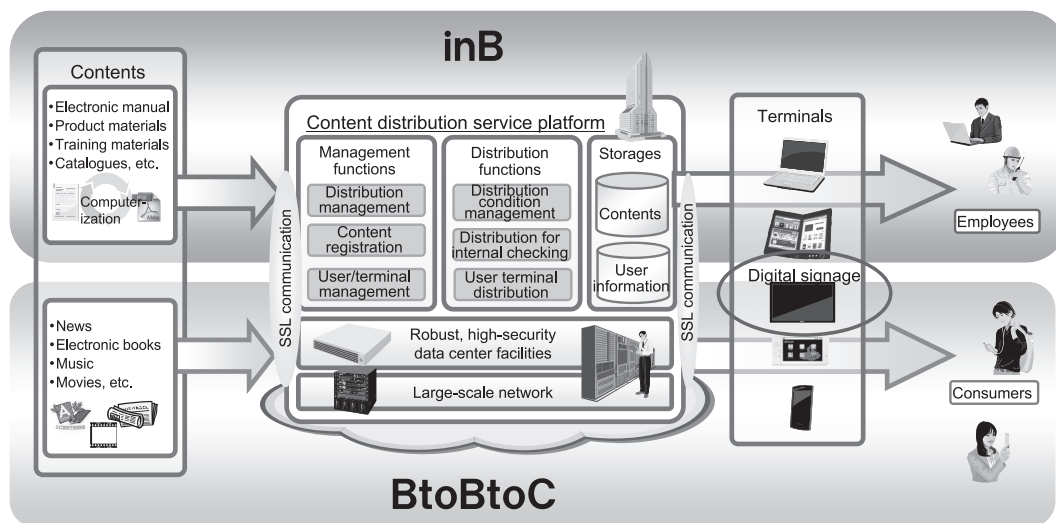 inB
Contents
•Electronic manual
•Product materials
•Training materials
•Catalogues, etc.
Computer-
ization
•News
•Electronic books
•Music
•Movies, etc.
SSL communication
Content distribution service platform
Management
functions
Distribution
management
Content
registration
User/terminal
management
Distribution
functions
Distribution
condition
management
Distribution for
internal checking
User terminal
distribution
Storages
Contents
User
information
Robust, high-security
data center facilities
Large-scale network
SSL communication
Terminals
Digital signage
Employees
Consumers
BtoBtoC